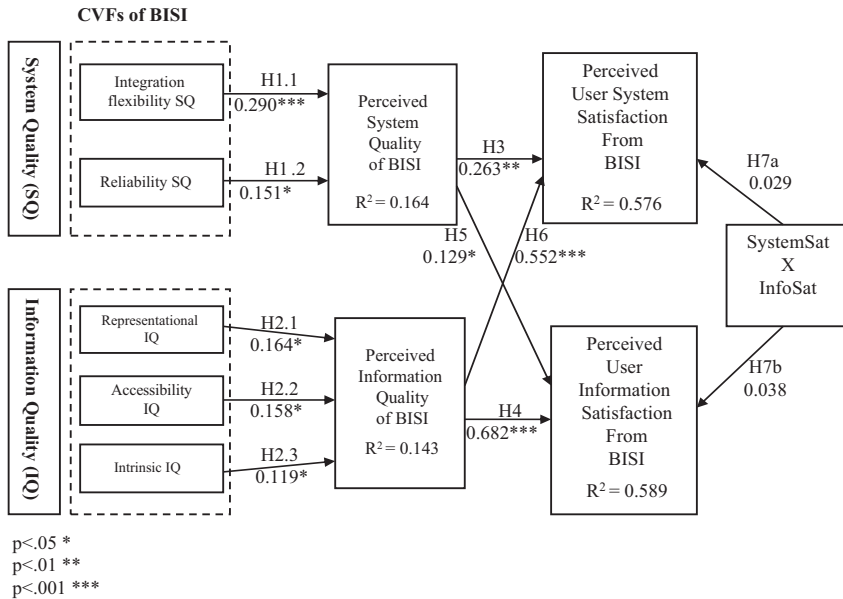 CVFs of BISI
System Quality (SQ)
Integration
flexibility SQ
Reliability SQ
H1.1
0.290***
H1 .2
0.151*
Perceived
System
Quality
of BISI
R² = 0.164
H3
0.263**
H5
0.129*
H6
0.552***
Perceived
User System
Satisfaction
From
BISI
R² = 0.576
H7a
0.029
SystemSat
X
InfoSat
H7b
0.038
Information Quality (IQ)
Representational
IQ
Accessibility
IQ
Intrinsic IQ
H2.1
0.164*
H2.2
0.158*
H2.3
0.119*
Perceived
Information
Quality
of BISI
R² = 0.143
H4
0.682***
Perceived
User
Information
Satisfaction
From
BISI
R² = 0.589
p<.05 *
p<.01 **
p<.001 ***